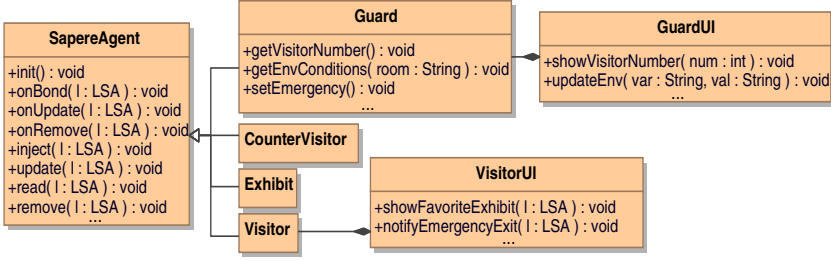 SapereAgent
+init() : void
+onBond( l : LSA ) : void
+onUpdate( l : LSA ) : void
+onRemove( l : LSA ) : void
+inject( l : LSA ) : void
+update( l : LSA ) : void
+read( l : LSA ) : void
+remove( l : LSA ) : void
...
Guard
+getVisitorNumber() : void
+getEnvConditions( room : String ) : void
+setEmergency() : void
...
GuardUI
+showVisitorNumber( num : int ) : void
+updateEnv( var : String, val : String ) : void
...
CounterVisitor
Exhibit
Visitor
VisitorUI
+showFavoriteExhibit( l : LSA ) : void
+notifyEmergencyExit( l : LSA ) : void
...